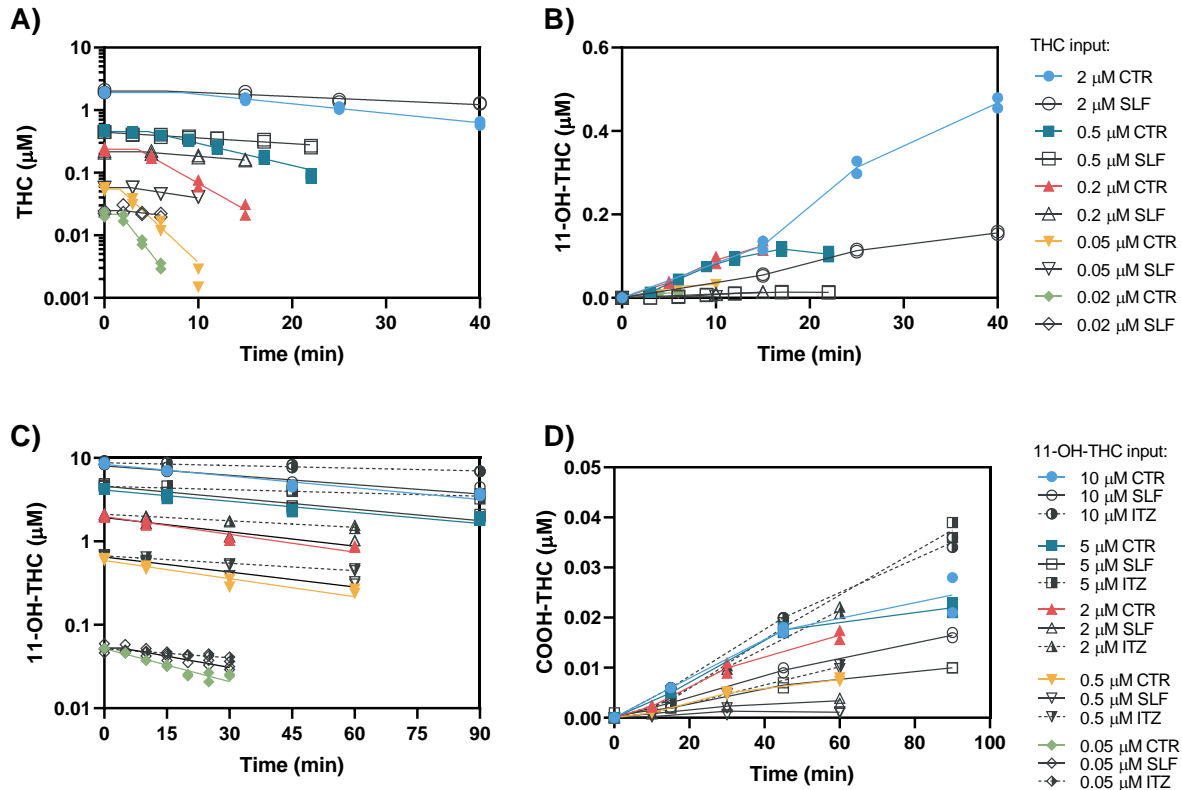 A)
THC (μM)
10
1
0.1
0.01
0.001
0
10
20
30
40
Time (min)
B)
11-OH-THC (μM)
0.6
0.4
0.2
0.0
0
10
20
30
40
Time (min)
THC input:
2 μM CTR
2 μM SLF
0.5 μM CTR
0.5 μM SLF
0.2 μM CTR
0.2 μM SLF
0.05 μM CTR
0.05 μM SLF
0.02 μM CTR
0.02 μM SLF
C)
11-OH-THC (μM)
10
1
0.1
0.01
0
15
30
45
60
75
90
Time (min)
D)
COOH-THC (μM)
0.05
0.04
0.03
0.02
0.01
0.00
0
20
40
60
80
100
Time (min)
11-OH-THC input:
10 μM CTR
10 μM SLF
10 μM ITZ
5 μM CTR
5 μM SLF
5 μM ITZ
2 μM CTR
2 μM SLF
2 μM ITZ
0.5 μM CTR
0.5 μM SLF
0.5 μM ITZ
0.05 μM CTR
0.05 μM SLF
0.05 μM ITZ